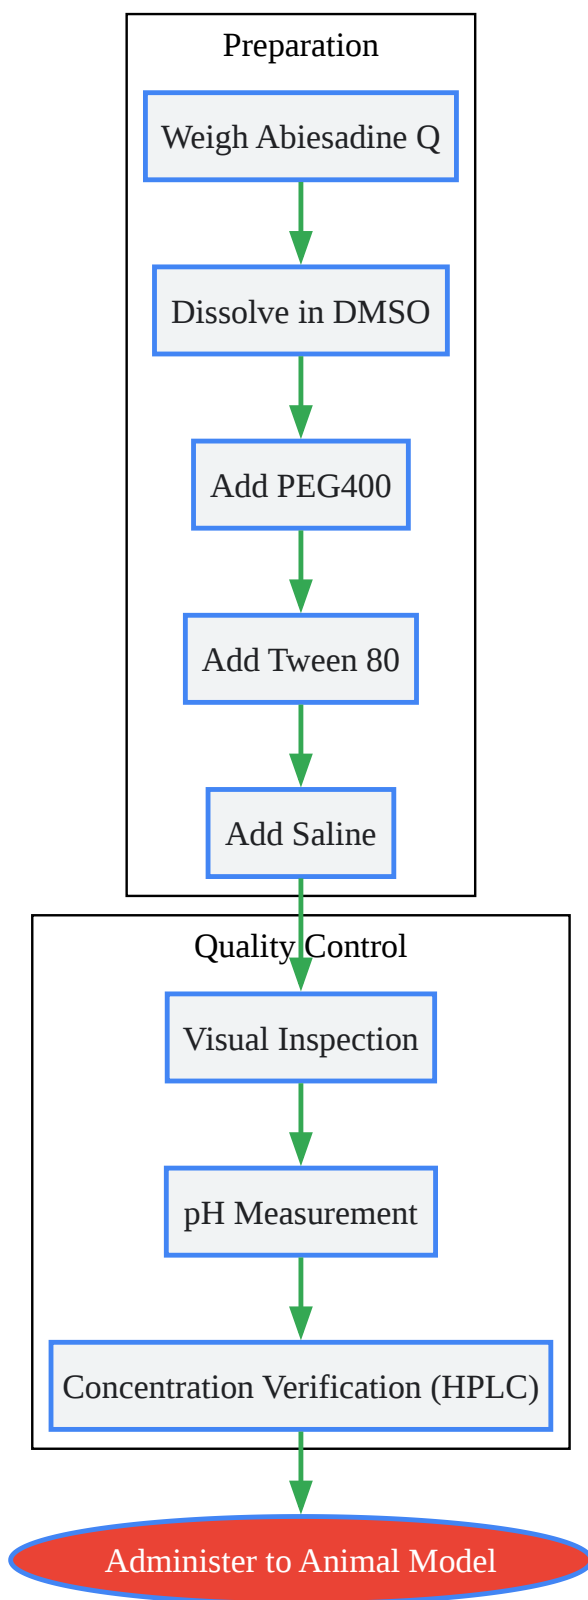 Preparation
Weigh Abiesadine Q
Dissolve in DMSO
Add PEG400
Add Tween 80
Add Saline
Quality Control
Visual Inspection
pH Measurement
Concentration Verification (HPLC)
Administer to Animal Model